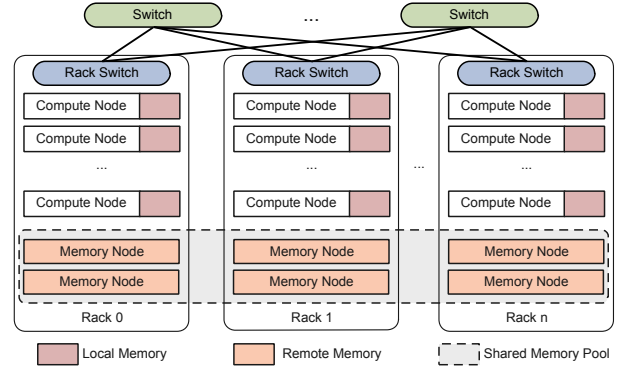 Switch ... Switch
Rack Switch Rack Switch Rack Switch
Compute Node Compute Node Compute Node
Compute Node Compute Node Compute Node
... ... ... ...
Compute Node Compute Node Compute Node
Memory Node Memory Node Memory Node
Memory Node Memory Node Memory Node
Rack 0 Rack 1 Rack n
Local Memory Remote Memory Shared Memory Pool